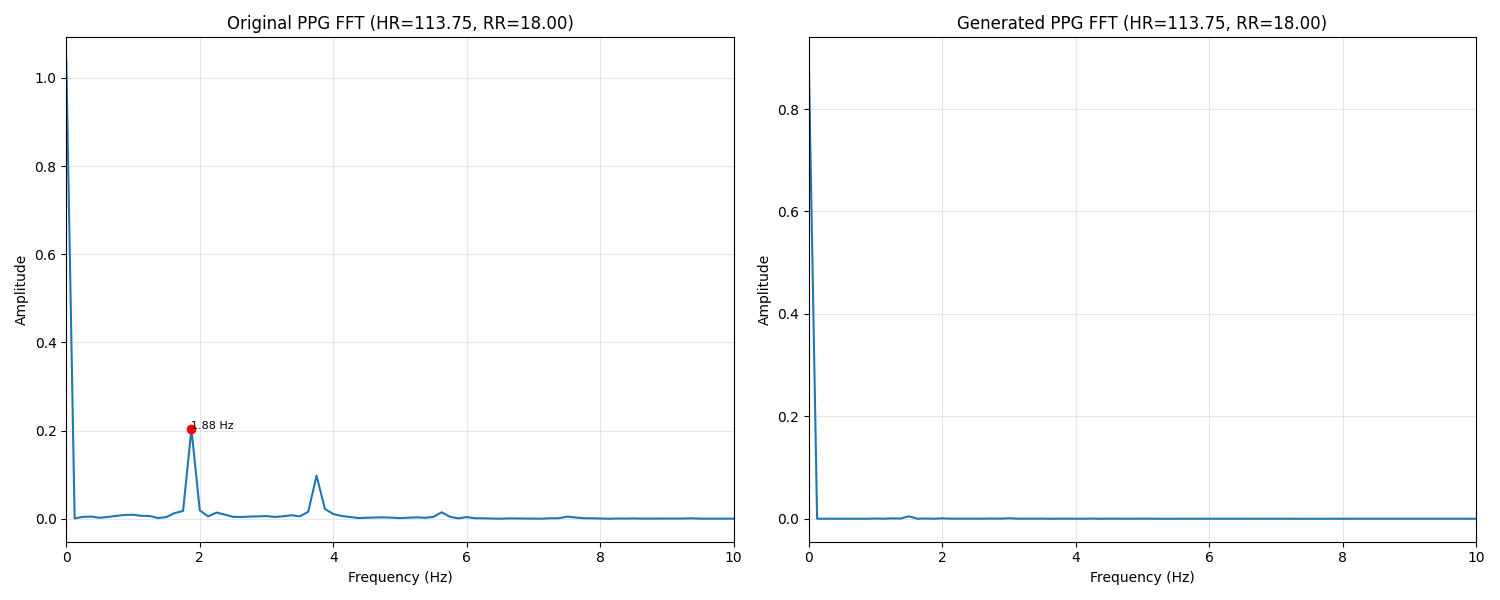 Original PPG FFT (HR=113.75, RR=18.00)
Amplitude
1.0
0.8
0.6
0.4
0.2
0.0
1.88 Hz
0 2 4 6 8 10
Frequency (Hz)
Generated PPG FFT (HR=113.75, RR=18.00)
Amplitude
0.8
0.6
0.4
0.2
0.0
0 2 4 6 8 10
Frequency (Hz)